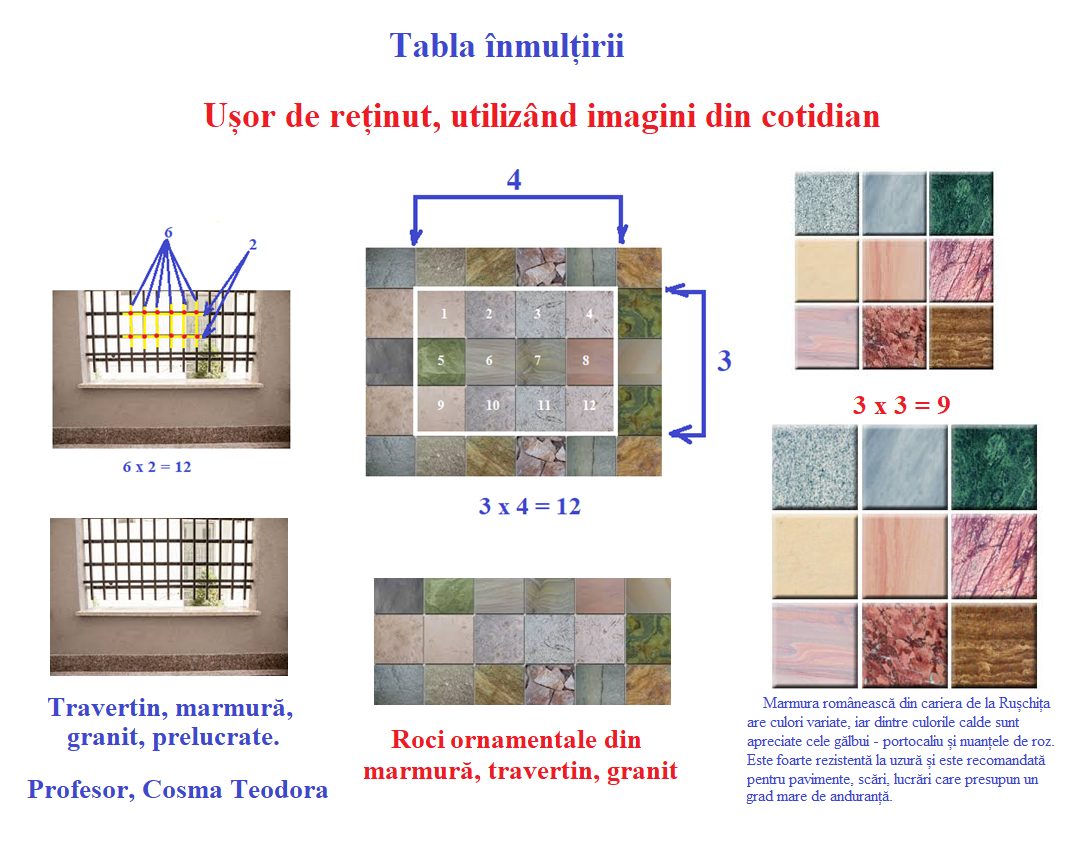 Tabla înmulțirii
Ușor de reținut, utilizând imagini din cotidian
6
2
6 x 2 = 12
Travertin, marmură,
granit, prelucrate.
Profesor, Cosma Teodora
4
1 2 3 4
5 6 7 8
9 10 11 12
3
3 x 4 = 12
Roci ornamentale din
marmură, travertin, granit
3 x 3 = 9
Marmura românească din cariera de la Rușchița
are culori variate, iar dintre culorile calde sunt
apreciate cele gălbui - portocaliu și nuanțele de roz.
Este foarte rezistentă la uzură și este recomandată
pentru pavimente, scări, lucrări care presupun un
grad mare de anduranță.